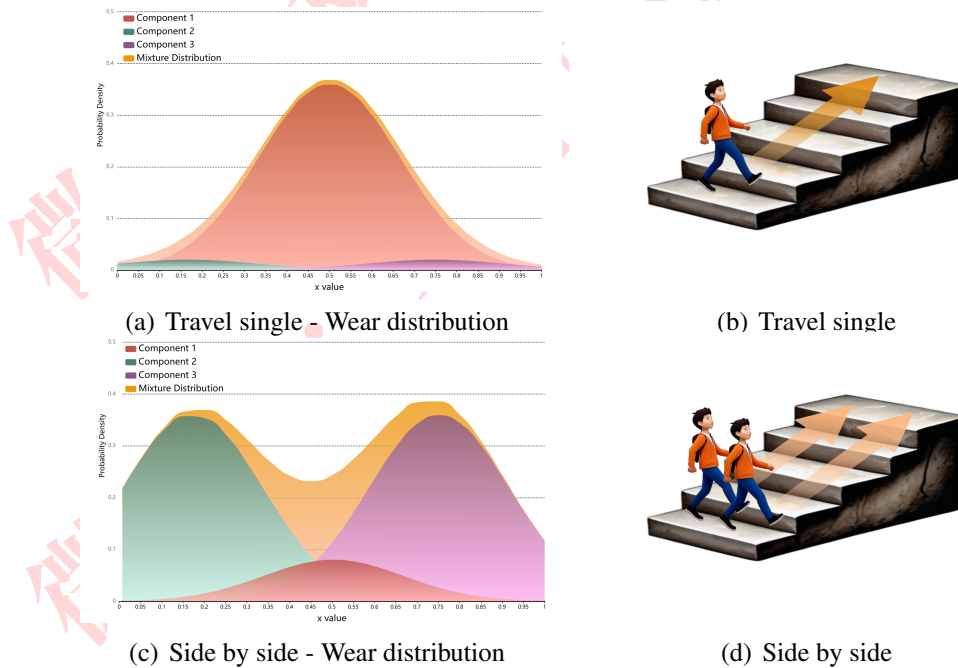 0.5
Component 1
Component 2
Component 3
Mixture Distribution
0.4
0.3
0.2
0.1
0
Probability Density
0 0.05 0.1 0.15 0.2 0.25 0.3 0.35 0.4 0.45 0.5 0.55 0.6 0.65 0.7 0.75 0.8 0.85 0.9 0.95 1
x value
(a) Travel single - Wear distribution
(b) Travel single
0.5
Component 1
Component 2
Component 3
Mixture Distribution
0.4
0.3
0.2
0.1
0
Probability Density
0 0.05 0.1 0.15 0.2 0.25 0.3 0.35 0.4 0.45 0.5 0.55 0.6 0.65 0.7 0.75 0.8 0.85 0.9 0.95 1
x value
(c) Side by side - Wear distribution
(d) Side by side